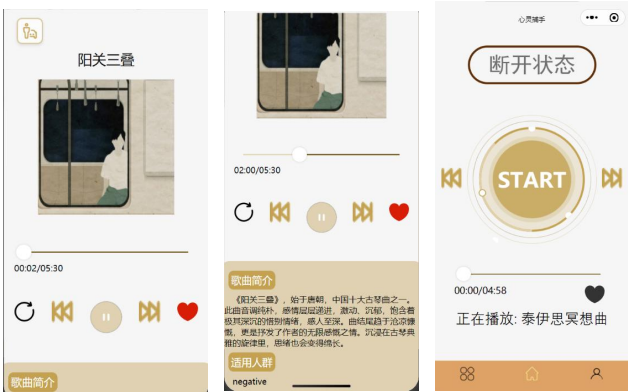 阳关三叠
00:02/05:30
歌曲简介
02:00/05:30
歌曲简介
《阳关三叠》，始于唐朝，中国十大古琴曲之一。
此曲音调纯朴，感情层层递进，激动、沉郁，饱含着
极其深沉的惜别情绪，感人至深。曲结尾趋于沧凉慷
慨，更是抒发了作者的无限感慨之情。沉浸在古琴典
雅的旋律里，思绪也会变得绵长。
适用人群
negative
心灵捕手
断开状态
START
00:00/04:58
正在播放: 泰伊思冥想曲